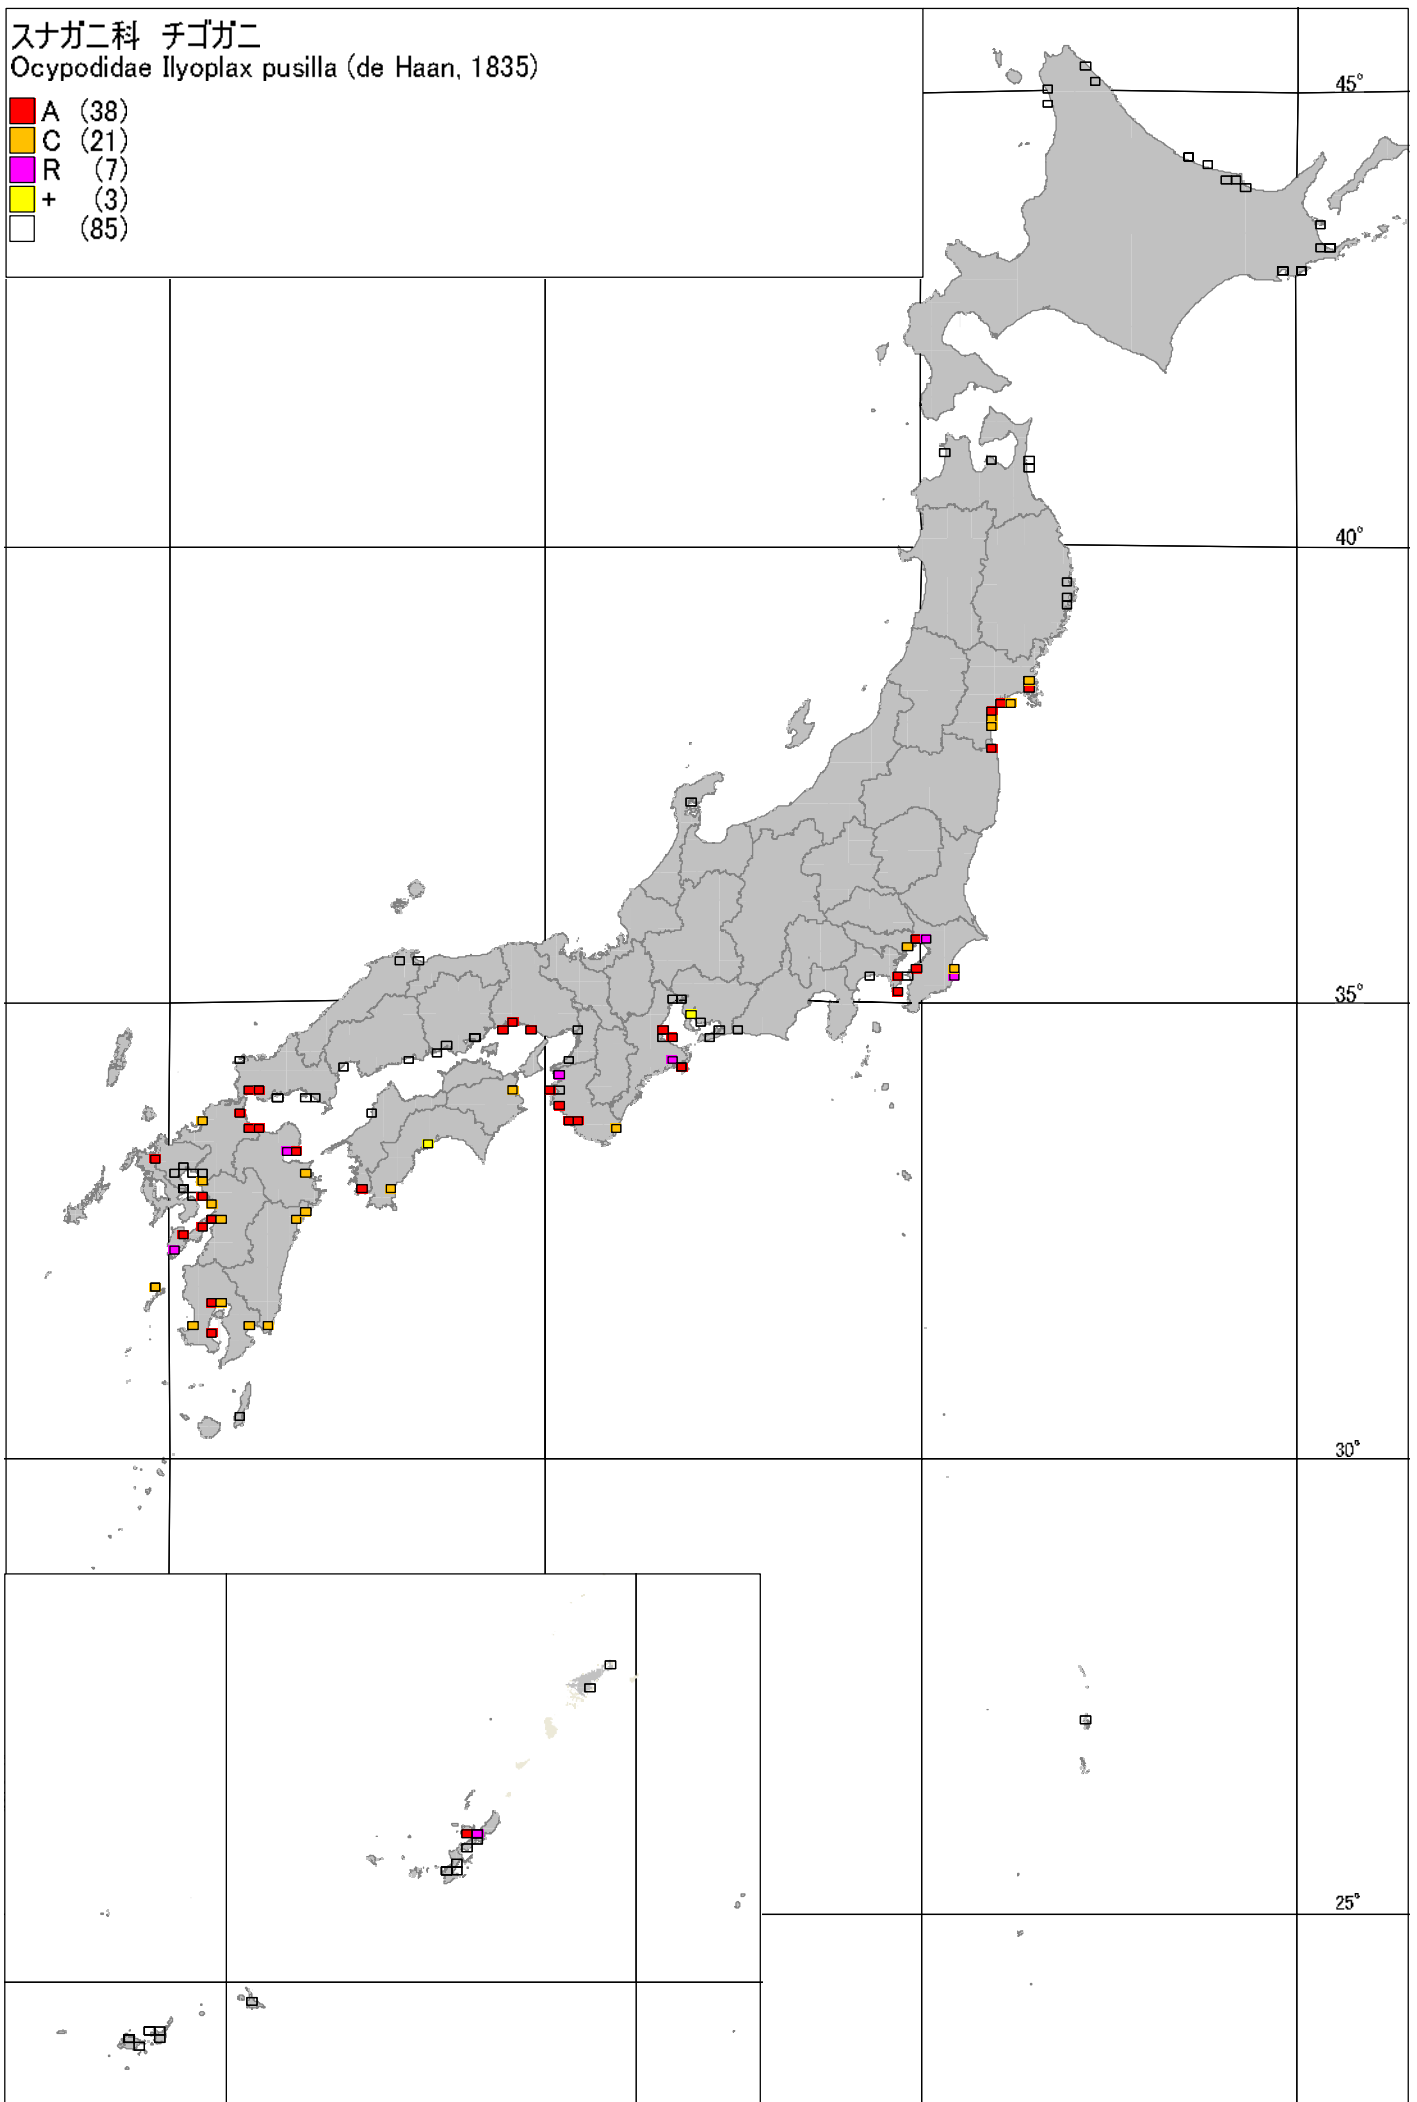 スナガニ科　チゴガニ
Ocypodidae Ilyoplax pusilla (de Haan, 1835)
A (38)
C (21)
R (7)
+ (3)
(85)
45°
40°
35°
30°
25°